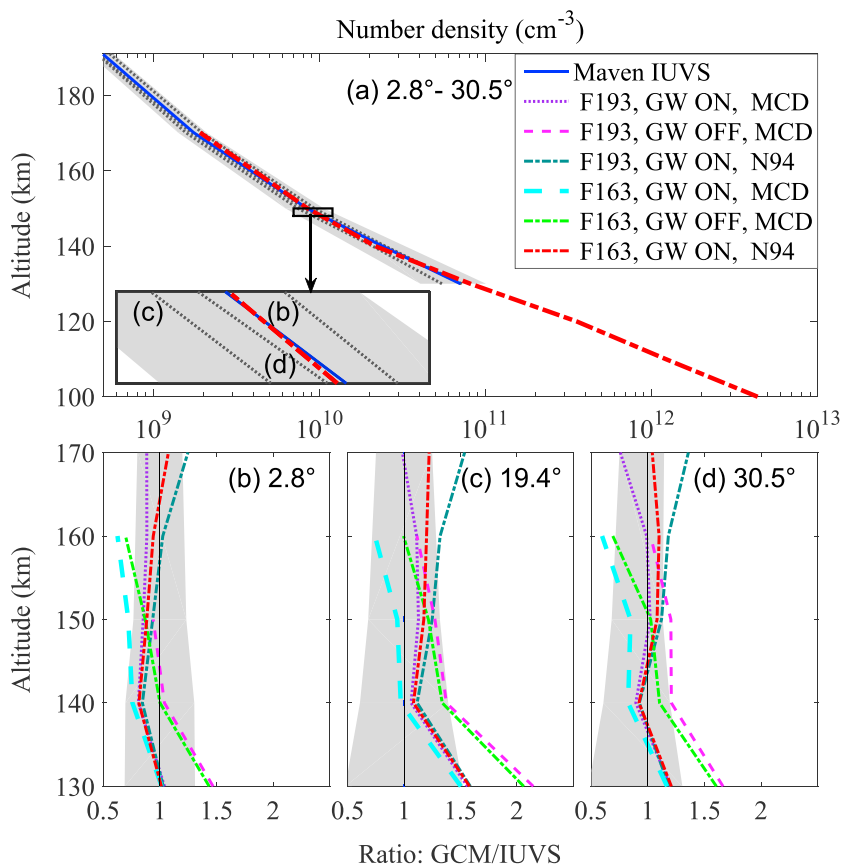 Number density (cm-3)
Altitude (km)
180
160
140
120
100
(a) 2.8°- 30.5°
Maven IUVS
F193, GW ON, MCD
F193, GW OFF, MCD
F193, GW ON, N94
F163, GW ON, MCD
F163, GW OFF, MCD
F163, GW ON, N94
(c) (b)
(d)
10^9 10^10 10^11 10^12 10^13
Altitude (km)
170
160
150
140
130
(b) 2.8° (c) 19.4° (d) 30.5°
0.5 1 1.5 2 0.5 1 1.5 2 0.5 1 1.5 2
Ratio: GCM/IUVS